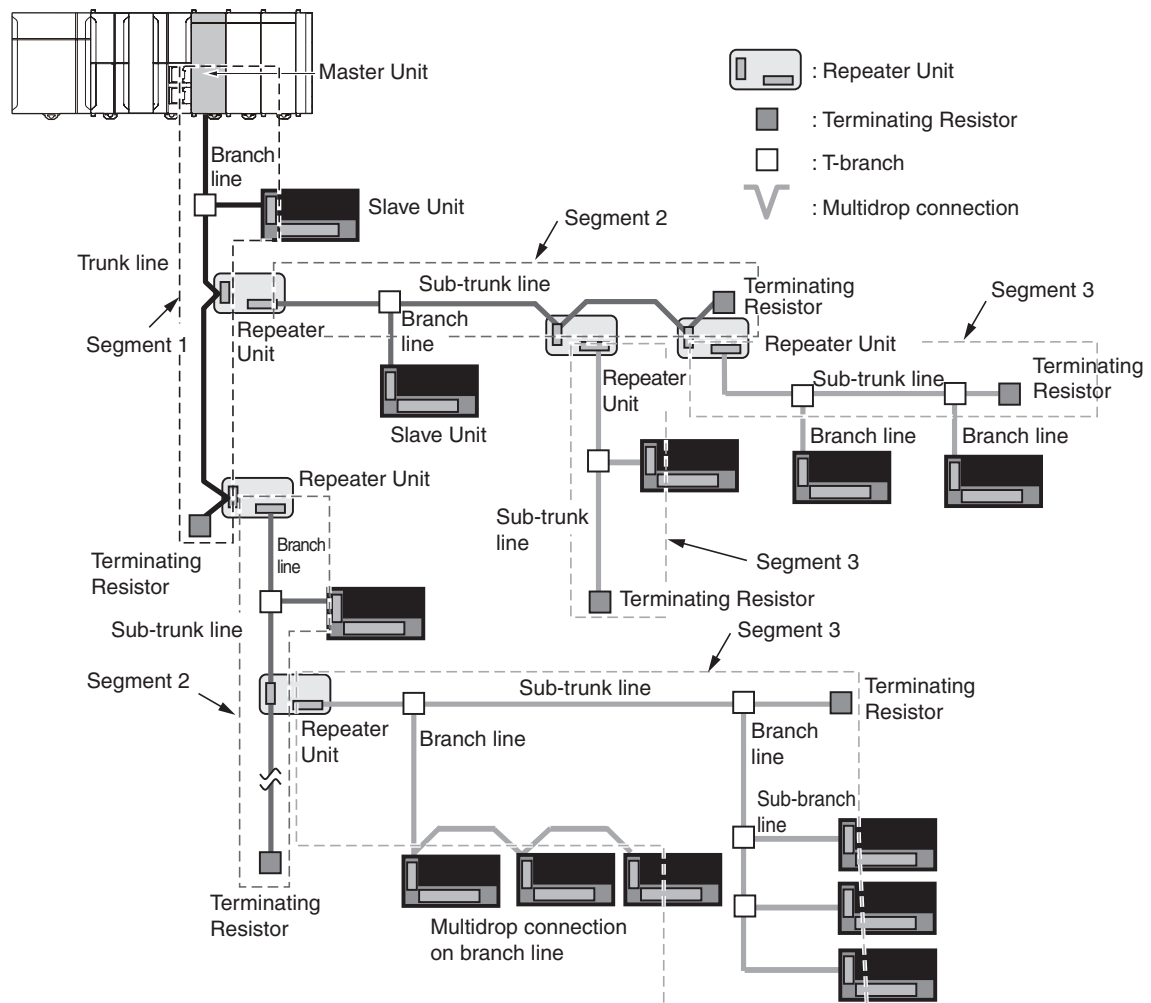 Master Unit
: Repeater Unit
: Terminating Resistor
: T-branch
: Multidrop connection
Branch
line
Slave Unit
Segment 2
Trunk line
Sub-trunk line
Terminating
Resistor
Segment 3
Segment 1
Repeater
Unit
Branch
line
Repeater Unit
Terminating
Resistor
Sub-trunk line
Repeater
Unit
Slave Unit
Branch line
Branch line
Repeater Unit
Sub-trunk
line
Terminating
Resistor
Branch
line
Segment 3
Terminating Resistor
Sub-trunk line
Segment 3
Segment 2
Sub-trunk line
Terminating
Resistor
Repeater
Unit
Branch line
Branch
line
Sub-branch
line
Terminating
Resistor
Multidrop connection
on branch line